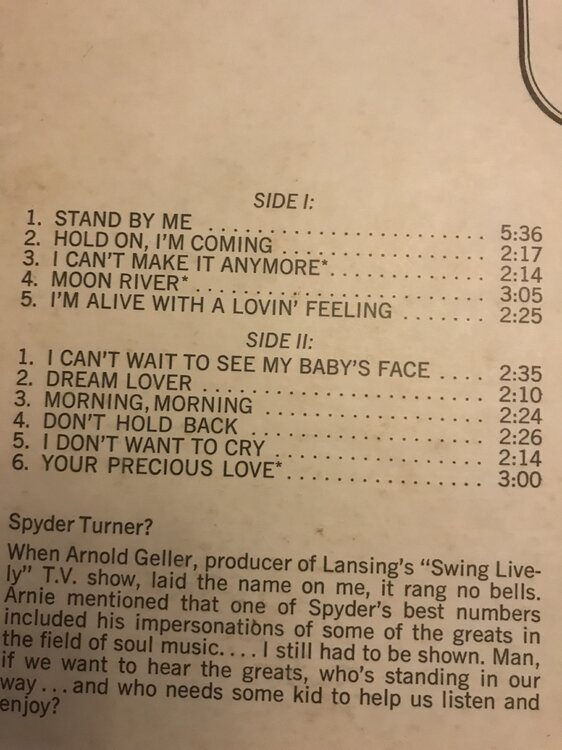 SIDE I:
1. STAND BY ME .............................. 5:36
2. HOLD ON, I'M COMING ..................... 2:17
3. I CAN'T MAKE IT ANYMORE* ................ 2:14
4. MOON RIVER* ............................. 3:05
5. I'M ALIVE WITH A LOVIN' FEELING ....... 2:25
SIDE II:
1. I CAN'T WAIT TO SEE MY BABY'S FACE .... 2:35
2. DREAM LOVER ............................. 2:10
3. MORNING, MORNING ........................ 2:24
4. DON'T HOLD BACK ......................... 2:26
5. I DON'T WANT TO CRY ..................... 2:14
6. YOUR PRECIOUS LOVE* ..................... 3:00
Spyder Turner?
When Arnold Geller, producer of Lansing's “Swing Live-
ly” T.V. show, laid the name on me, it rang no bells.
Arnie mentioned that one of Spyder's best numbers
included his impersonations of some of the greats in
the field of soul music.... I still had to be shown. Man,
if we want to hear the greats, who's standing in our
way... and who needs some kid to help us listen and
enjoy?